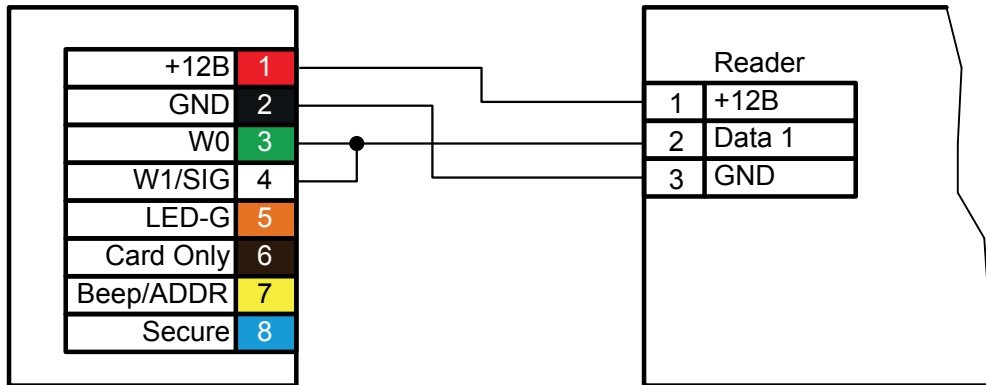 +12B 1
GND 2
W0 3
W1/SIG 4
LED-G 5
Card Only 6
Beep/ADDR 7
Secure 8
Reader
1 +12B
2 Data 1
3 GND